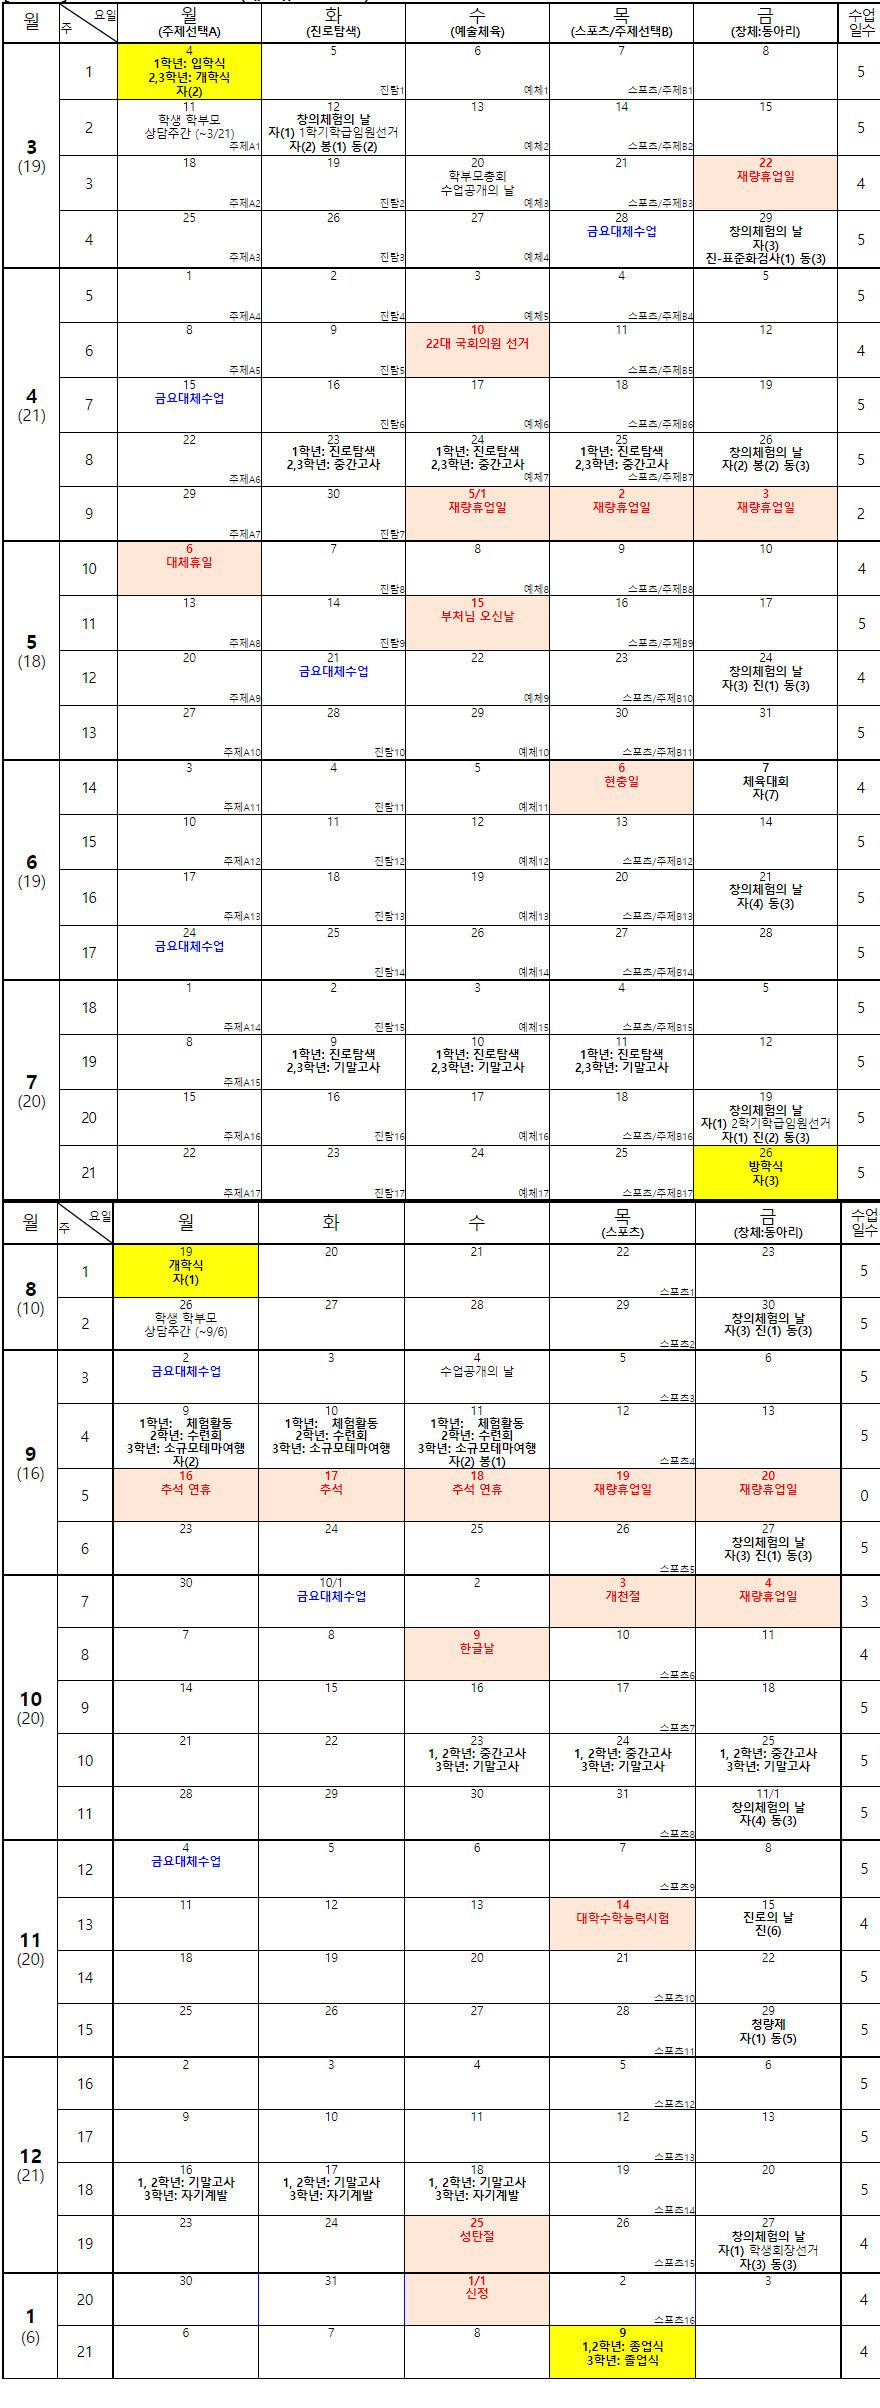 월 요일 주 월 화 수 목 금 수업
(주제선택A) (진로탐색) (예술체육) (스포츠/주제선택B) (창체:동아리) 일수
3
(19)
1 4 5 6 7 8 5
1학년: 입학식
2,3학년: 개학식
자(2) 진탐1 예체1 스포츠/주제B1
2 11 12 13 14 15 5
학생 학부모 창의체험의 날
상담주간 (~3/21) 자(1) 1학기학급임원선거
주제A1 자(2) 봉(1) 동(2) 예체2 스포츠/주제B2
3 18 19 20 21 22 4
학부모총회 재량휴업일
수업공개의 날
주제A2 진탐2 예체3 스포츠/주제B3
4 25 26 27 28 29 5
금요대체수업 창의체험의 날
자(3)
주제A3 진탐3 예체4 진-표준화검사(1) 동(3)
4
(21)
5 1 2 3 4 5 5
주제A4 진탐4 예체5 스포츠/주제B4
6 8 9 10 11 12 4
22대 국회의원 선거
주제A5 진탐5 스포츠/주제B5
7 15 16 17 18 19 5
금요대체수업
진탐6 예체6 스포츠/주제B6
8 22 23 24 25 26 5
1학년: 진로탐색 1학년: 진로탐색 1학년: 진로탐색 창의체험의 날
2,3학년: 중간고사 2,3학년: 중간고사 2,3학년: 중간고사 자(2) 봉(2) 동(3)
주제A6 예체7 스포츠/주제B7
9 29 30 5/1 2 3 2
재량휴업일 재량휴업일 재량휴업일
주제A7 진탐7
5
(18)
10 6 7 8 9 10 4
대체휴일
진탐8 예체8 스포츠/주제B8
11 13 14 15 16 17 5
부처님 오신날
주제A8 진탐9 스포츠/주제B9
12 20 21 22 23 24 4
금요대체수업 창의체험의 날
자(3) 진(1) 동(3)
주제A9 예체9 스포츠/주제B10
13 27 28 29 30 31 5
주제A10 진탐10 예체10 스포츠/주제B11
6
(19)
14 3 4 5 6 7 4
현충일 체육대회
자(7)
주제A11 진탐11 예체11
15 10 11 12 13 14 5
주제A12 진탐12 예체12 스포츠/주제B12
16 17 18 19 20 21 5
창의체험의 날
자(4) 동(3)
주제A13 진탐13 예체13 스포츠/주제B13
17 24 25 26 27 28 5
금요대체수업
진탐14 예체14 스포츠/주제B14
7
(20)
18 1 2 3 4 5 5
주제A14 진탐15 예체15 스포츠/주제B15
19 8 9 10 11 12 5
1학년: 진로탐색 1학년: 진로탐색 1학년: 진로탐색
2,3학년: 기말고사 2,3학년: 기말고사 2,3학년: 기말고사
주제A15
20 15 16 17 18 19 5
창의체험의 날
자(1) 2학기학급임원선거
주제A16 진탐16 예체16 스포츠/주제B16 자(1) 진(2) 동(3)
21 22 23 24 25 26 5
방학식
자(3)
주제A17 진탐17 예체17 스포츠/주제B17
월 요일 주 월 화 수 목 금 수업
(스포츠) (창체:동아리) 일수
8
(10)
1 19 20 21 22 23 5
개학식
자(1)
스포츠1
2 26 27 28 29 30 5
학생 학부모 창의체험의 날
상담주간 (~9/6) 자(3) 진(1) 동(3)
스포츠2
9
(16)
3 2 3 4 5 6 5
금요대체수업 수업공개의 날
스포츠3
4 9 10 11 12 13 5
1학년: 체험활동 1학년: 체험활동 1학년: 체험활동
2학년: 수련회 2학년: 수련회 2학년: 수련회
3학년: 소규모테마여행 3학년: 소규모테마여행 3학년: 소규모테마여행
자(2) 자(2) 봉(1) 스포츠4
5 16 17 18 19 20 0
추석 연휴 추석 추석 연휴 재량휴업일 재량휴업일
6 23 24 25 26 27 5
창의체험의 날
자(3) 진(1) 동(3)
스포츠5
10
(20)
7 30 10/1 2 3 4 3
금요대체수업 개천절 재량휴업일
8 7 8 9 10 11 4
한글날
스포츠6
9 14 15 16 17 18 5
스포츠7
10 21 22 23 24 25 5
1, 2학년: 중간고사 1, 2학년: 중간고사 1, 2학년: 중간고사
3학년: 기말고사 3학년: 기말고사 3학년: 기말고사
11 28 29 30 31 11/1 5
창의체험의 날
자(4) 동(3)
스포츠8
11
(20)
12 4 5 6 7 8 5
금요대체수업
스포츠9
13 11 12 13 14 15 4
대학수학능력시험 진로의 날
진(6)
14 18 19 20 21 22 5
스포츠10
15 25 26 27 28 29 5
청량제
자(1) 동(5)
스포츠11
12
(21)
16 2 3 4 5 6 5
스포츠12
17 9 10 11 12 13 5
스포츠13
18 16 17 18 19 20 5
1, 2학년: 기말고사 1, 2학년: 기말고사 1, 2학년: 기말고사
3학년: 자기계발 3학년: 자기계발 3학년: 자기계발
스포츠14
19 23 24 25 26 27 4
성탄절 창의체험의 날
자(1) 학생회장선거
스포츠15 자(3) 동(3)
1
(6)
20 30 31 1/1 2 3 4
신정
스포츠16
21 6 7 8 9 4
1,2학년: 종업식
3학년: 졸업식